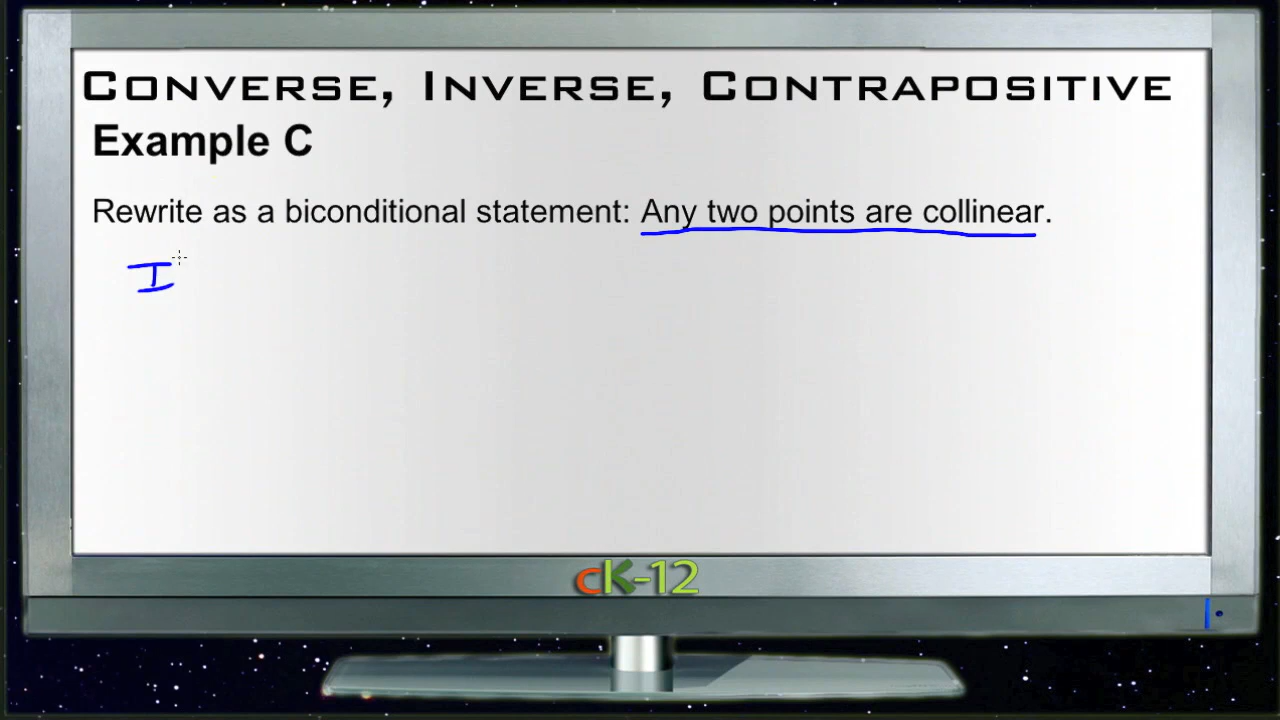 CONVERSE, INVERSE, CONTRAPOSITIVE
Example C
Rewrite as a biconditional statement: Any two points are collinear.
I
cK-12